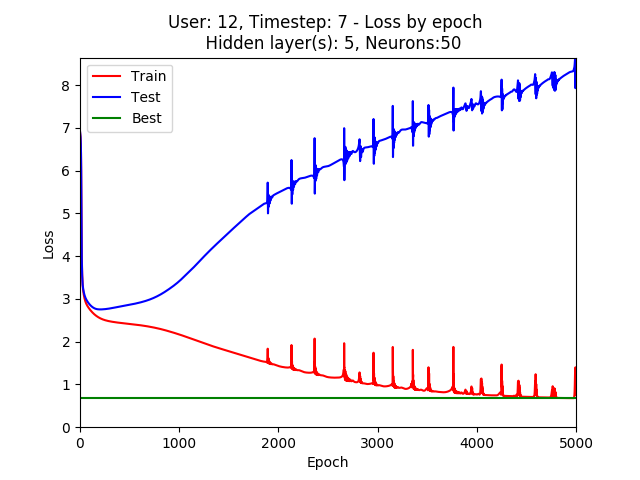 User: 12, Timestep: 7 - Loss by epoch
Hidden layer(s): 5, Neurons:50
Train
Test
Best
Loss
8
7
6
5
4
3
2
1
0
0 1000 2000 3000 4000 5000
Epoch